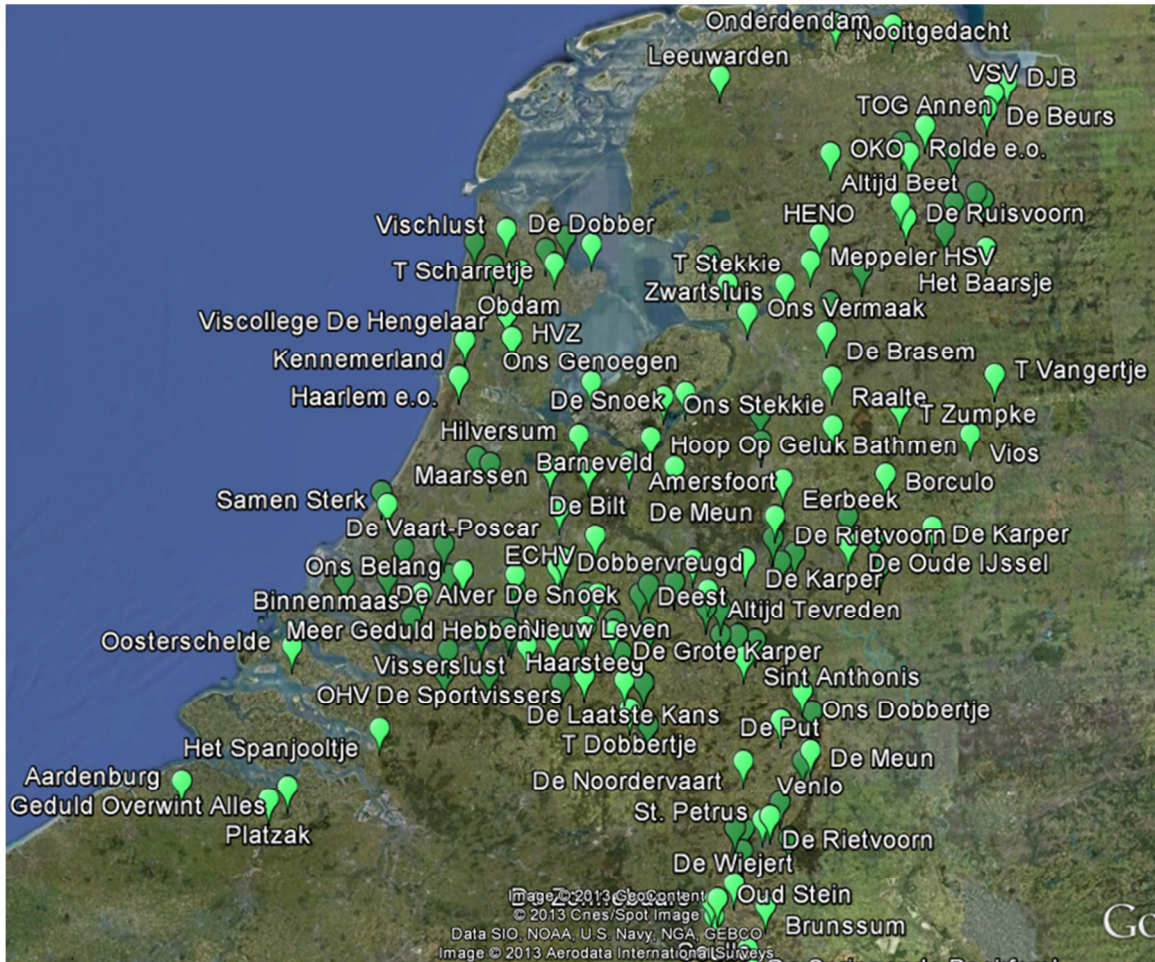 Onderdendam
Nooitgedacht
Leeuwarden
VSV DJB
TOG Annen
De Beurs
OKO Rolde e.o.
Altijd Beet
HENO
De Ruisvoorn
Vischlust
De Dobber
T Scharretje
T Stekkie
Meppeler HSV
Het Baarsje
Zwartsluis
Obdam
Ons Vermaak
Viscollege De Hengelaar
HVZ
Kennemerland
Ons Genoegen
De Brasem
T Vangertje
Haarlem e.o.
De Snoek
Ons Stekkie
Raalte
T Zumpke
Hilversum
Hoop Op Geluk
Bathmen
Vios
Maarssen
Barneveld
Amersfoort
Borculo
Samen Sterk
De Bilt
De Meun
Eerbeek
De Vaart-Poscar
De Rietvoorn
De Karper
ECHV
Dobbervreugd
De Oude IJssel
Ons Belang
De Karper
Binnenmaas
De Alver
De Snoek
Deest
Altijd Tevreden
Oosterschelde
Meer Geduld Hebben
Nieuw Leven
De Grote Karper
Visserslust
Haarsteeg
Sint Anthonis
OHV De Sportvissers
De Laatste Kans
De Put
Ons Dobbertje
Het Spanjooltje
T Dobbertje
De Meun
Aardenburg
De Noordervaart
Venlo
Geduld Overwint Alles
St. Petrus
Platzak
De Rietvoorn
De Wiejert
Oud Stein
Brunssum
Image © 2013 GeoContent
© 2013 Cnes/Spot Image
Data SIO, NOAA, U.S. Navy, NGA, GEBCO
Image © 2013 Aerodata International Surveys
Go